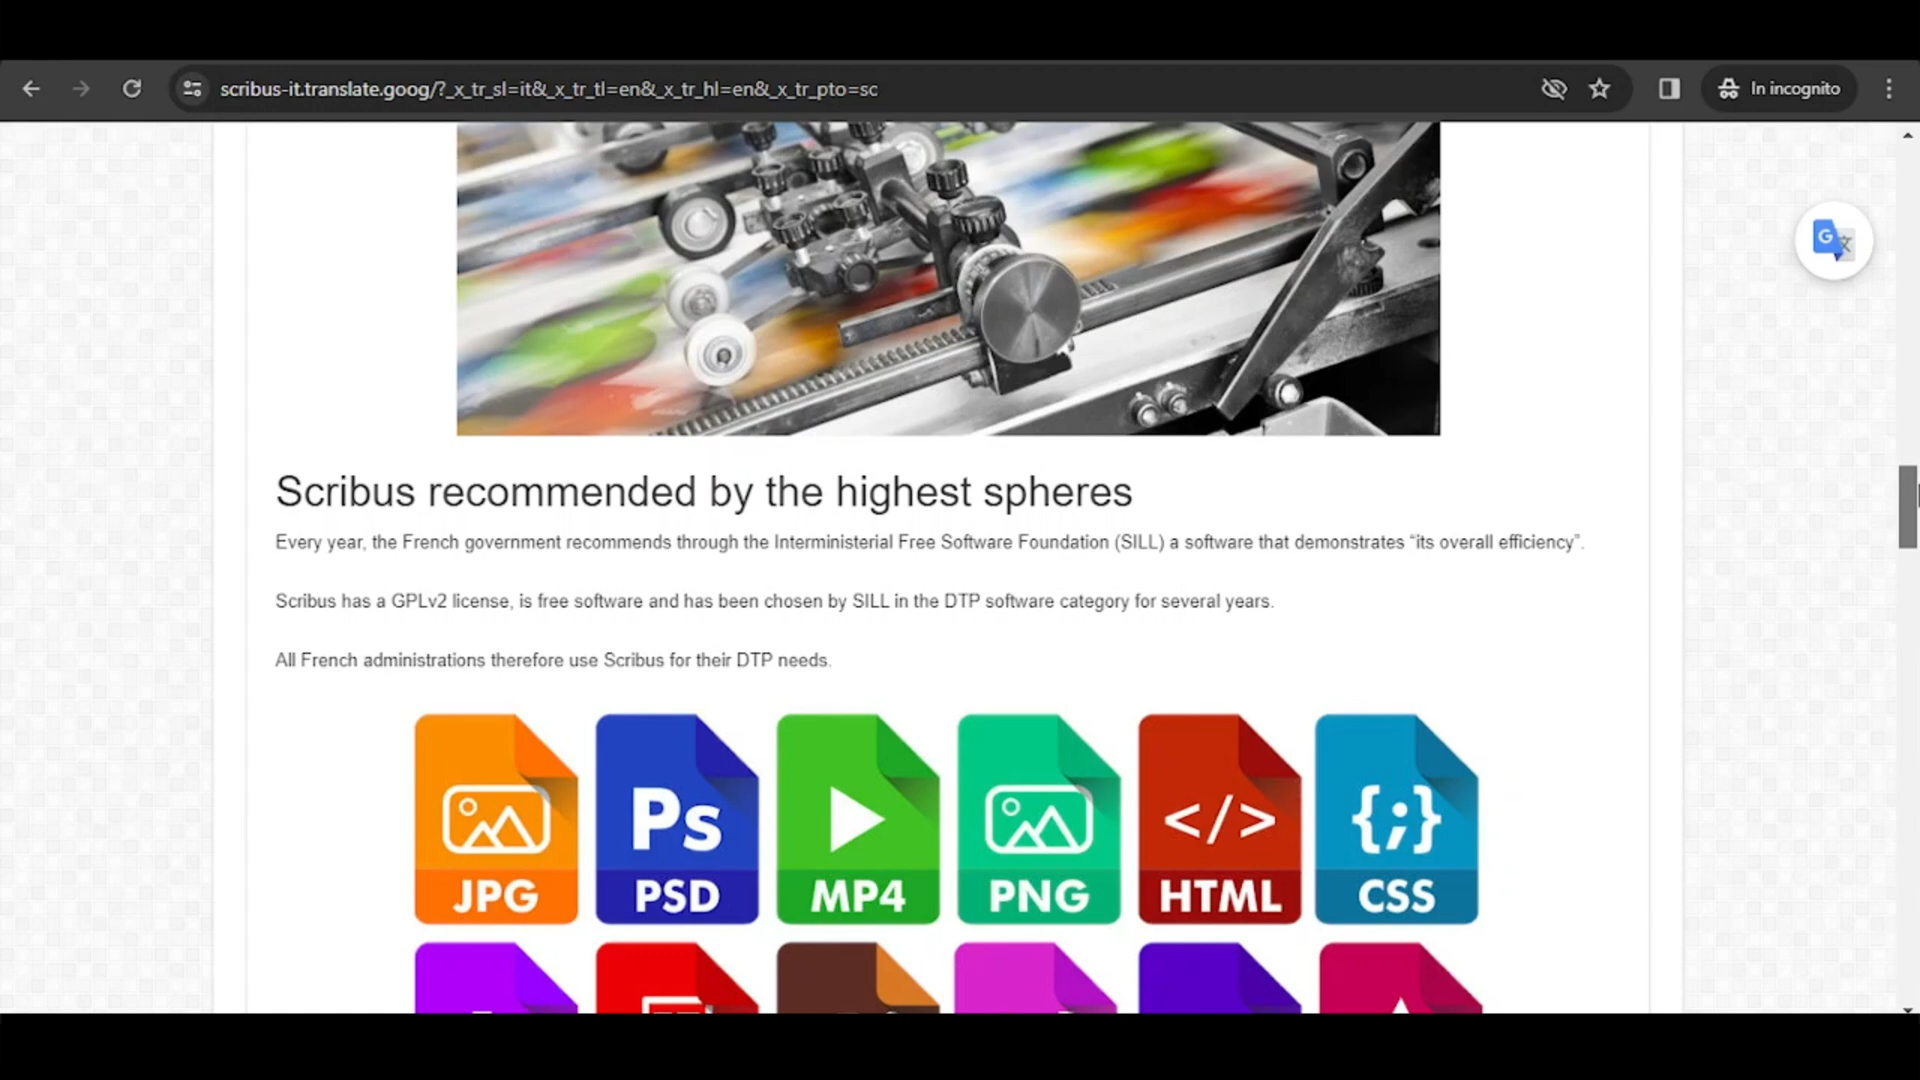 scribus-it.translate.goog/?_x_tr_sl=it&_x_tr_tl=en&_x_tr_hl=en&_x_tr_pto=sc
In incognito
G 文
Scribus recommended by the highest spheres
Every year, the French government recommends through the Interministerial Free Software Foundation (SILL) a software that demonstrates “its overall efficiency”.
Scribus has a GPLv2 license, is free software and has been chosen by SILL in the DTP software category for several years.
All French administrations therefore use Scribus for their DTP needs.
Ps </> {;}
JPG PSD MP4 PNG HTML CSS